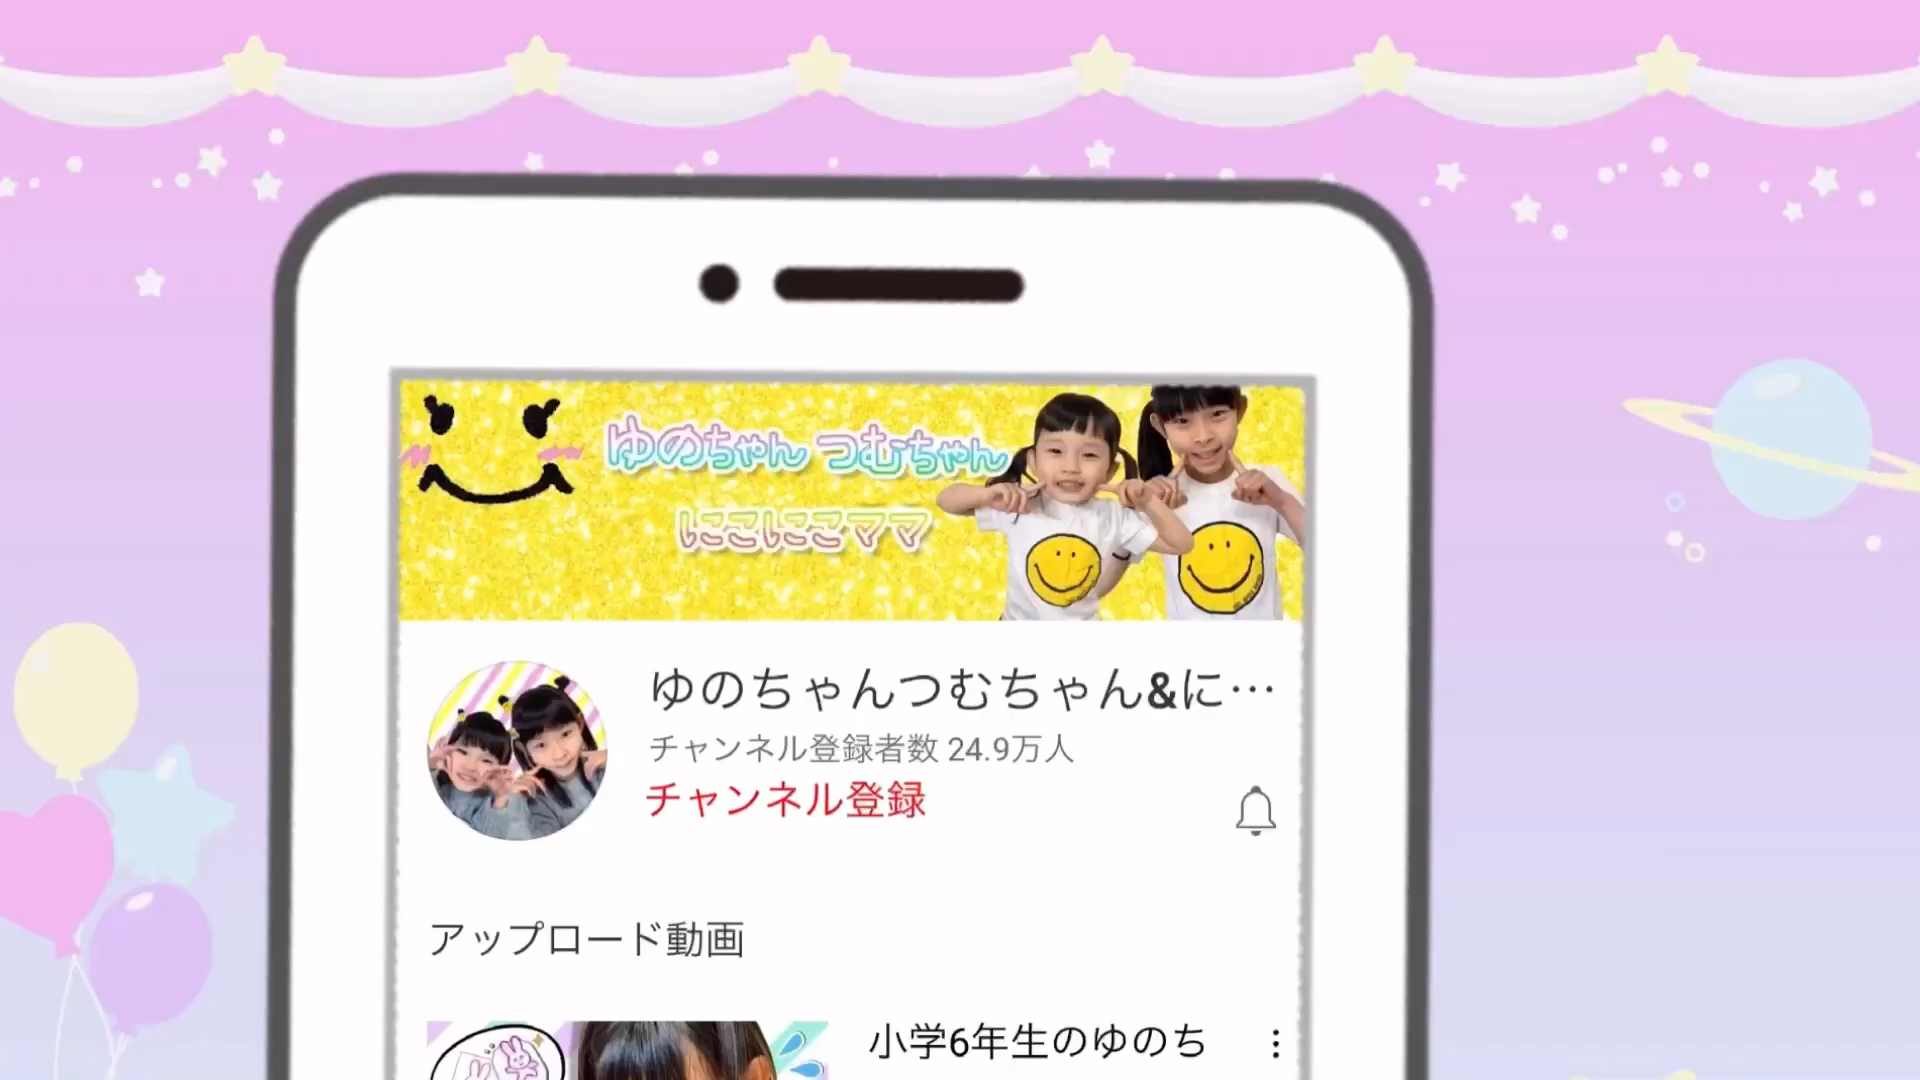 ゆのちゃん つむちゃん
にこにこママ
ゆのちゃんつむちゃん&に…
チャンネル登録者数 24.9万人
チャンネル登録
アップロード動画
小学6年生のゆのち